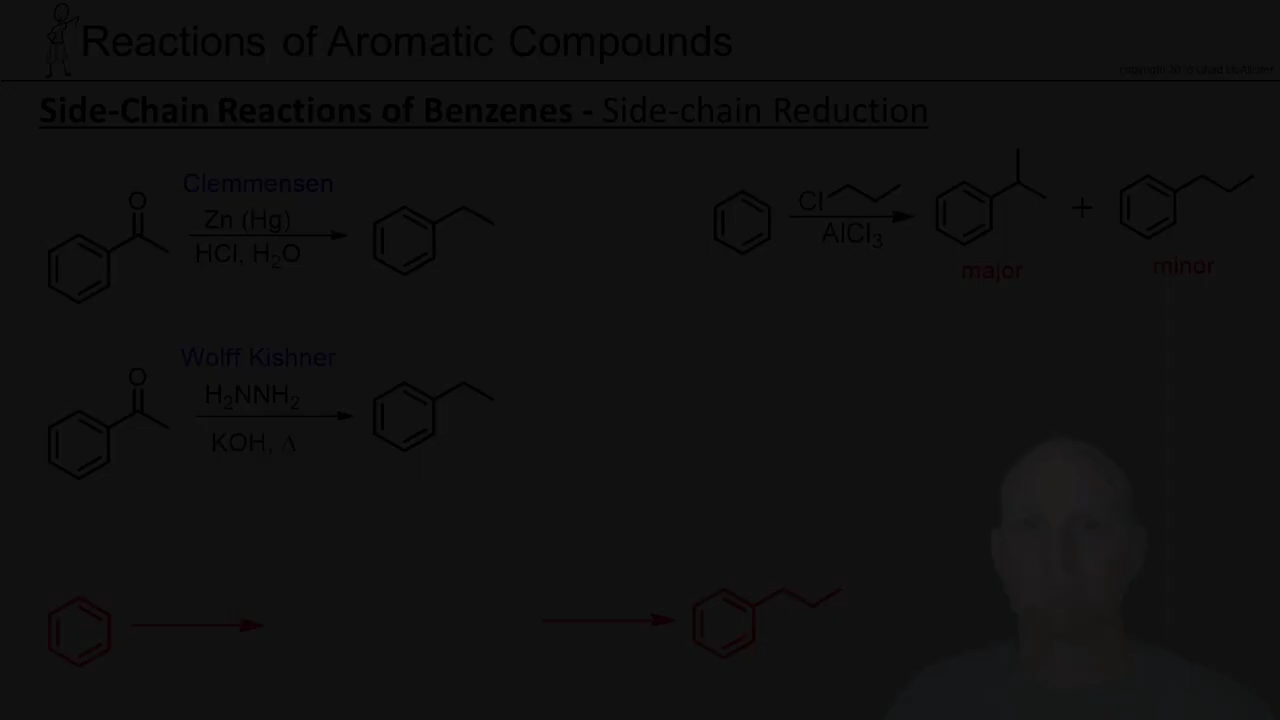 Reactions of Aromatic Compounds
Side-Chain Reactions of Benzenes - Side-chain Reduction
Clemmensen
O
Zn (Hg)
HCl, H2O
Cl
AlCl3
+
major
minor
Wolff Kishner
O
H2NNH2
KOH, Δ